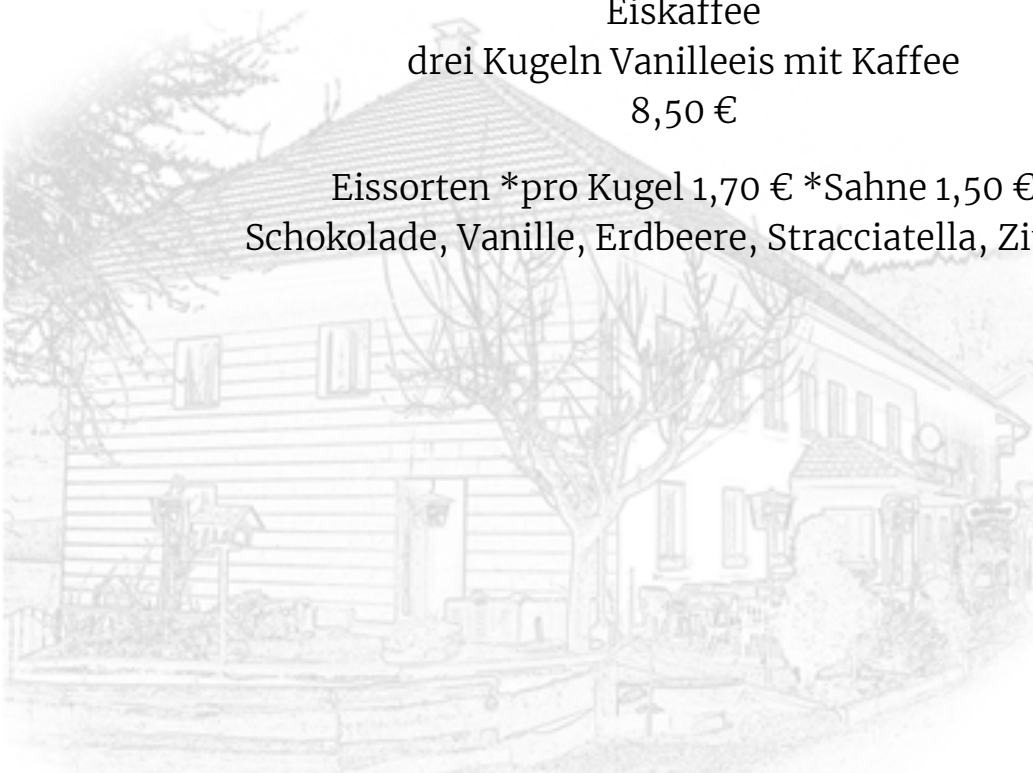 Eiskaffee
drei Kugeln Vanilleeis mit Kaffee
8,50 €
Eissorten *pro Kugel 1,70 € *Sahne 1,50 €
Schokolade, Vanille, Erdbeere, Stracciatella,